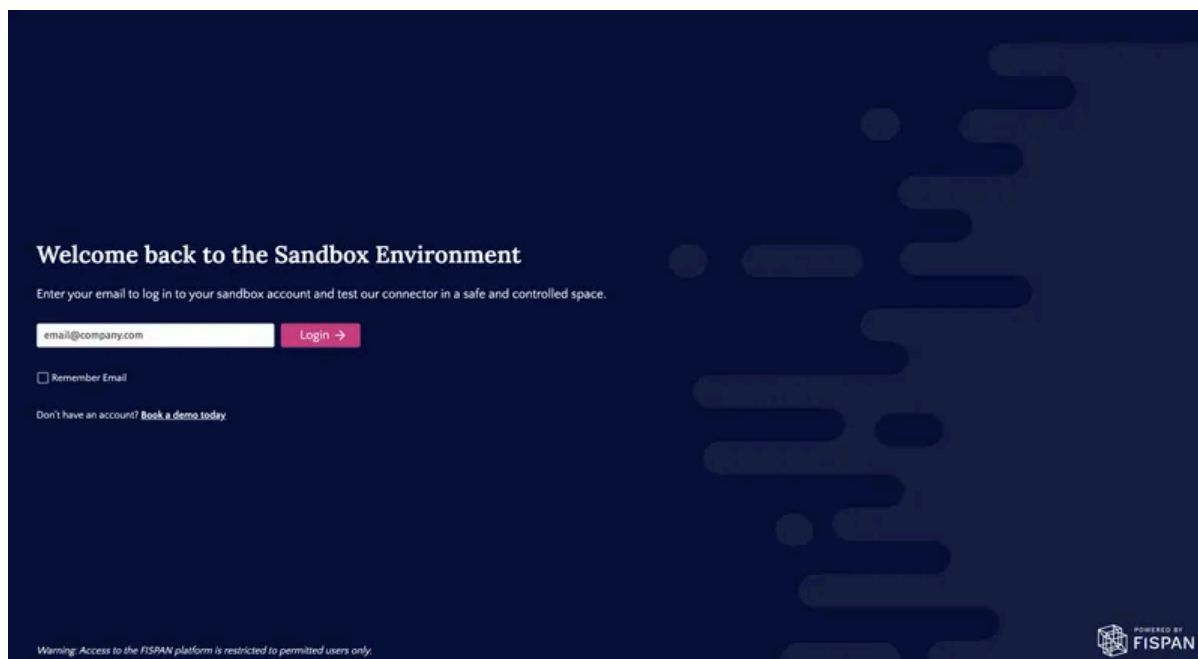 Welcome back to the Sandbox Environment
Enter your email to log in to your sandbox account and test our connector in a safe and controlled space.
email@company.com
Login →
Remember Email
Don't have an account? Book a demo today
Warning: Access to the FISPAN platform is restricted to permitted users only.
POWERED BY
FISPAN